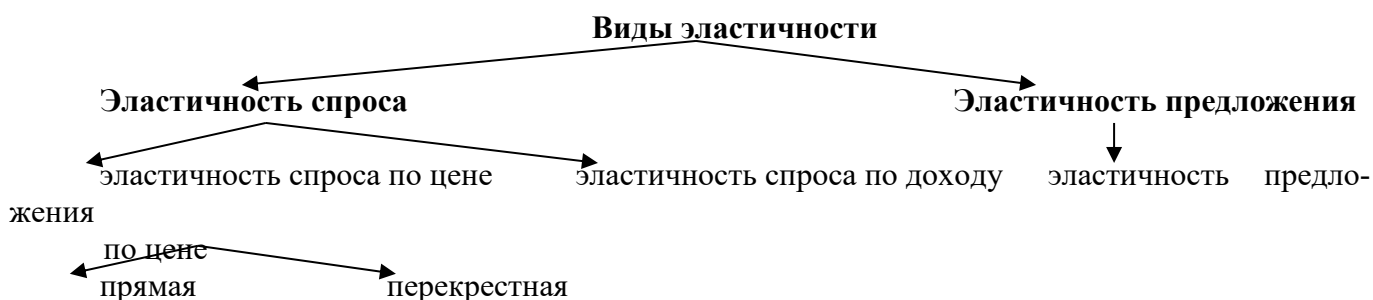 Виды эластичности
Эластичность спроса Эластичность предложения
эластичность спроса по цене эластичность спроса по доходу эластичность предло-
жения
по цене
прямая перекрестная